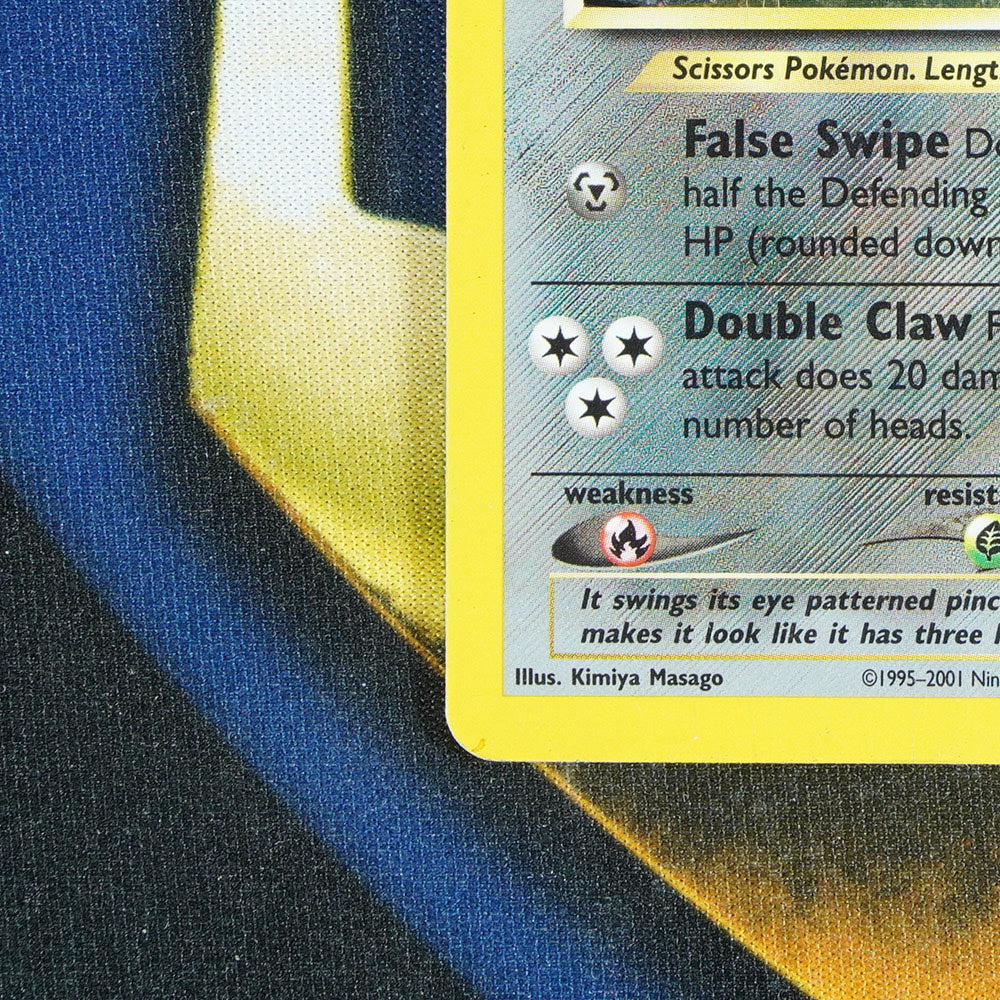 Scissors Pokémon. Lengt
False Swipe
half the Defending
HP (rounded down
Double Claw
attack does 20 dam
number of heads.
weakness resist
It swings its eye patterned pinc
makes it look like it has three
Illus. Kimiya Masago ©1995–2001 Nin